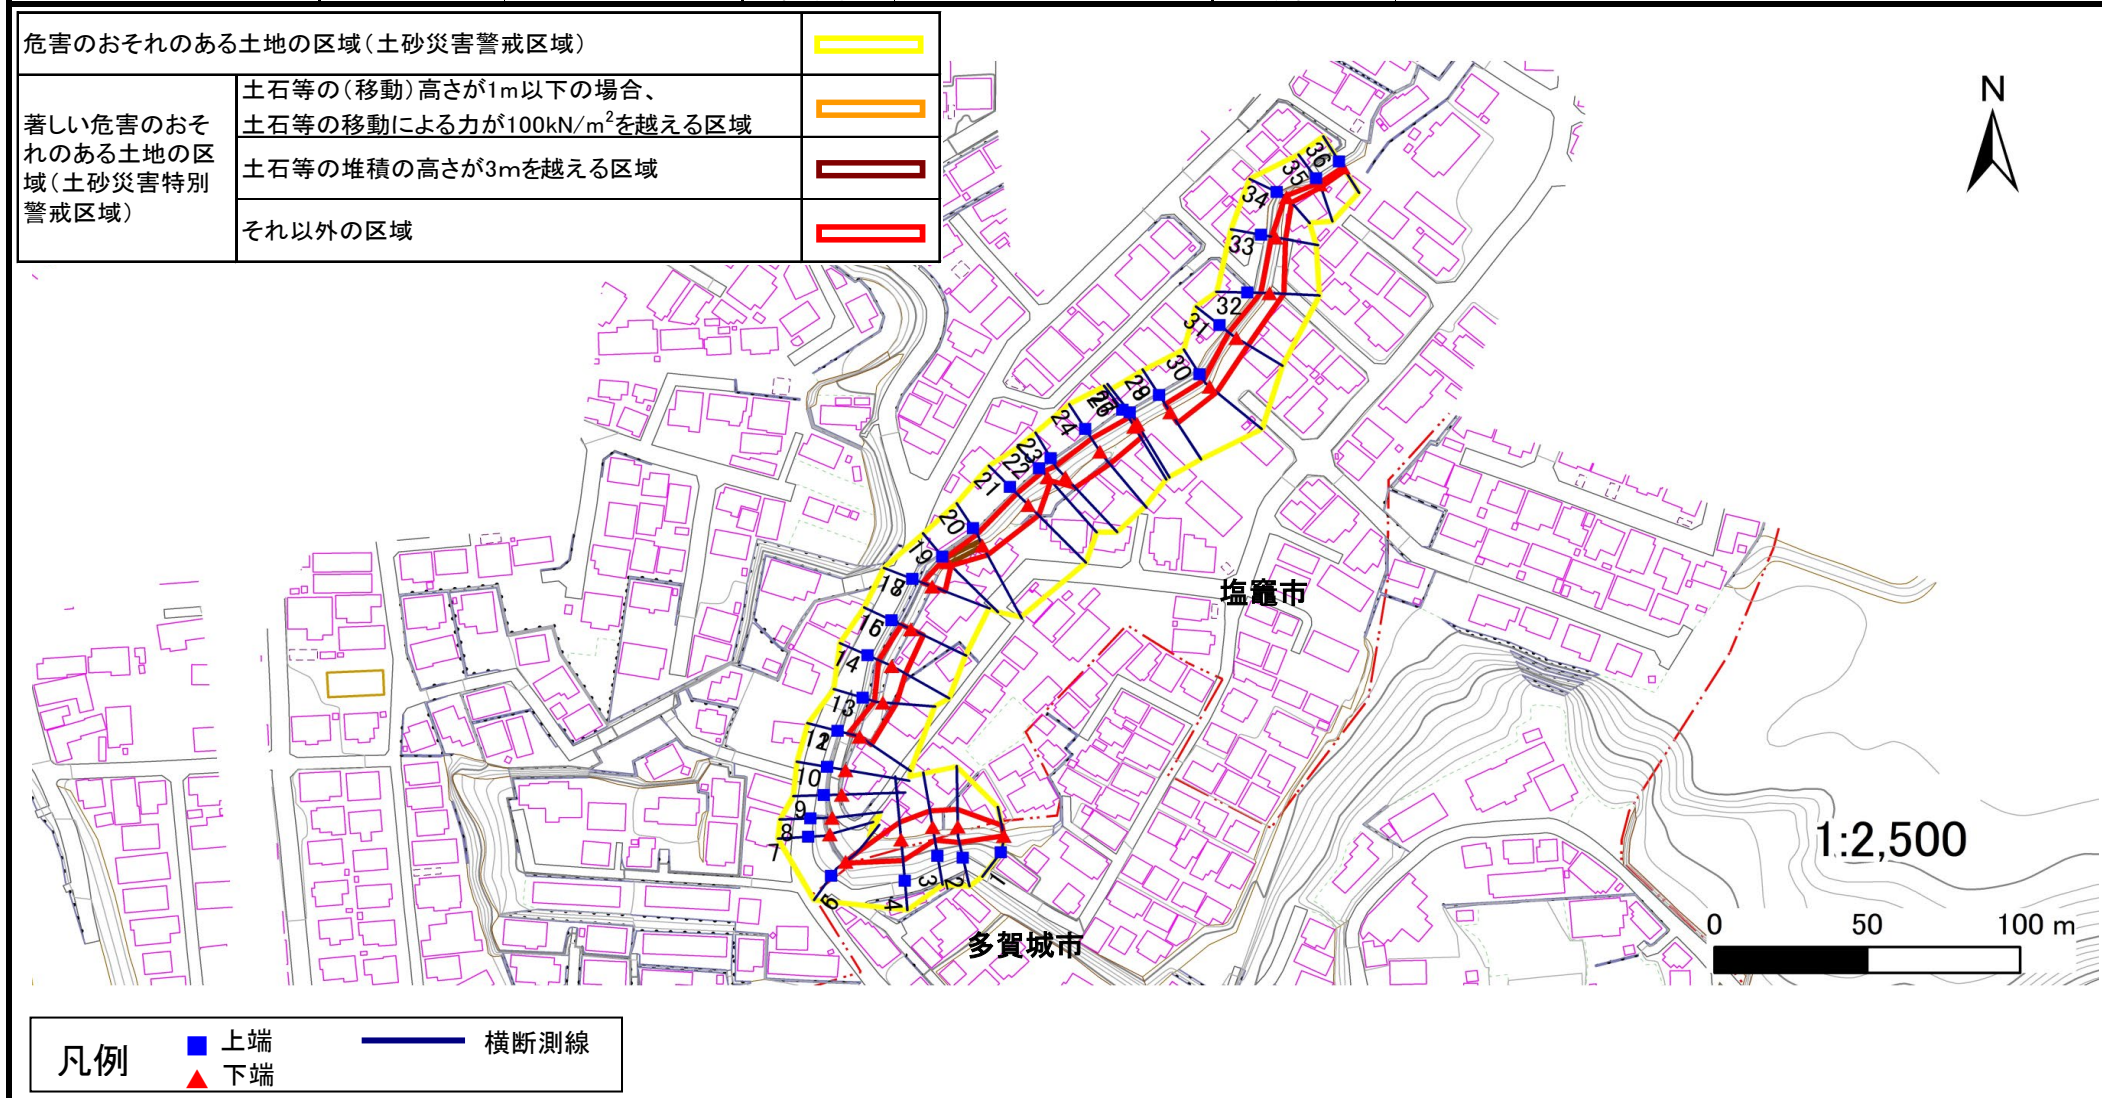 危害のおそれのある土地の区域(土砂災害警戒区域)
著しい危害のおそ
れのある土地の区
域(土砂災害特別
警戒区域)
土石等の(移動)高さが1m以下の場合、
土石等の移動による力が100kN/m²を越える区域
土石等の堆積の高さが3mを越える区域
それ以外の区域
N
36
35
34
33
32
31
30
24
23
22
21
20
19
18
14
13
12
10
9
8
7
4
3
2
1
塩竈市
多賀城市
1:2,500
0 50 100 m
凡例
上端
下端
横断測線